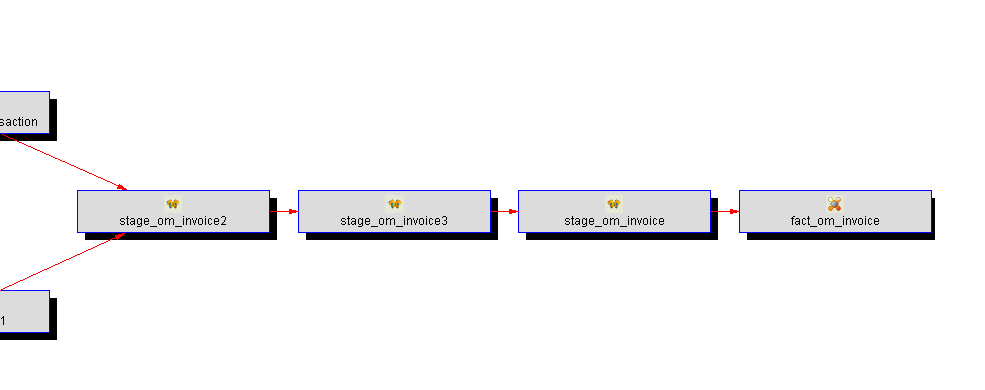 saction
stage_om_invoice2
stage_om_invoice3
stage_om_invoice
fact_om_invoice
1